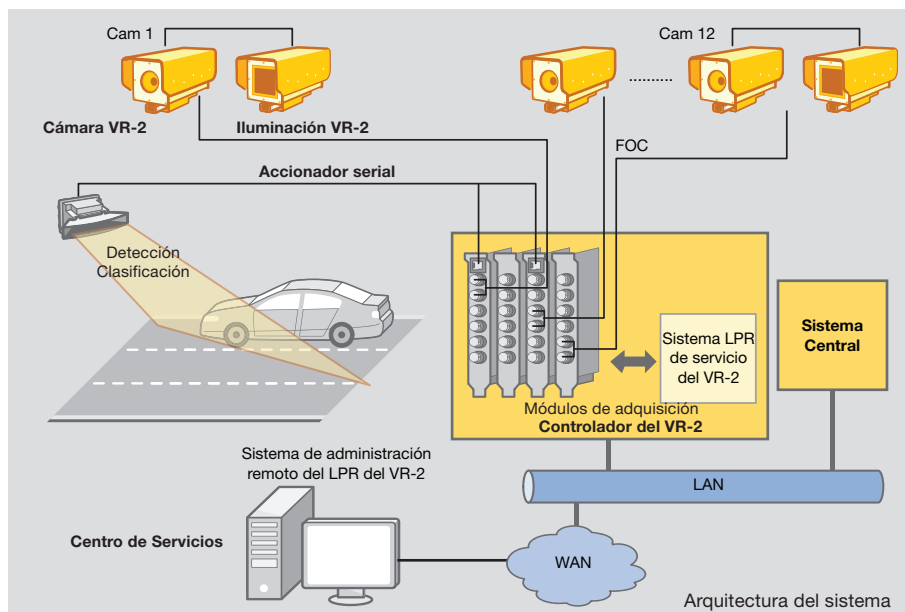 Cam 1
Cam 12
Cámara VR-2
Iluminación VR-2
..........
FOC
Accionador serial
Detección
Clasificación
Sistema LPR
de servicio
del VR-2
Sistema
Central
Módulos de adquisición
Controlador del VR-2
Sistema de administración
remoto del LPR del VR-2
LAN
Centro de Servicios
WAN
Arquitectura del sistema